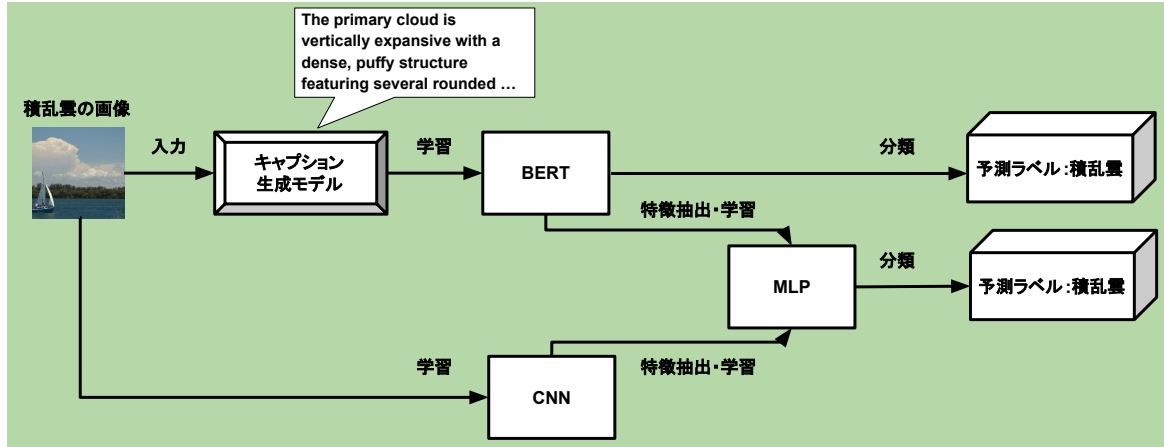 The primary cloud is
vertically expansive with a
dense, puffy structure
featuring several rounded …
積乱雲の画像
入力
キャプション
生成モデル
学習
BERT
分類
予測ラベル:積乱雲
特徴抽出・学習
MLP
分類
予測ラベル:積乱雲
学習
CNN
特徴抽出・学習